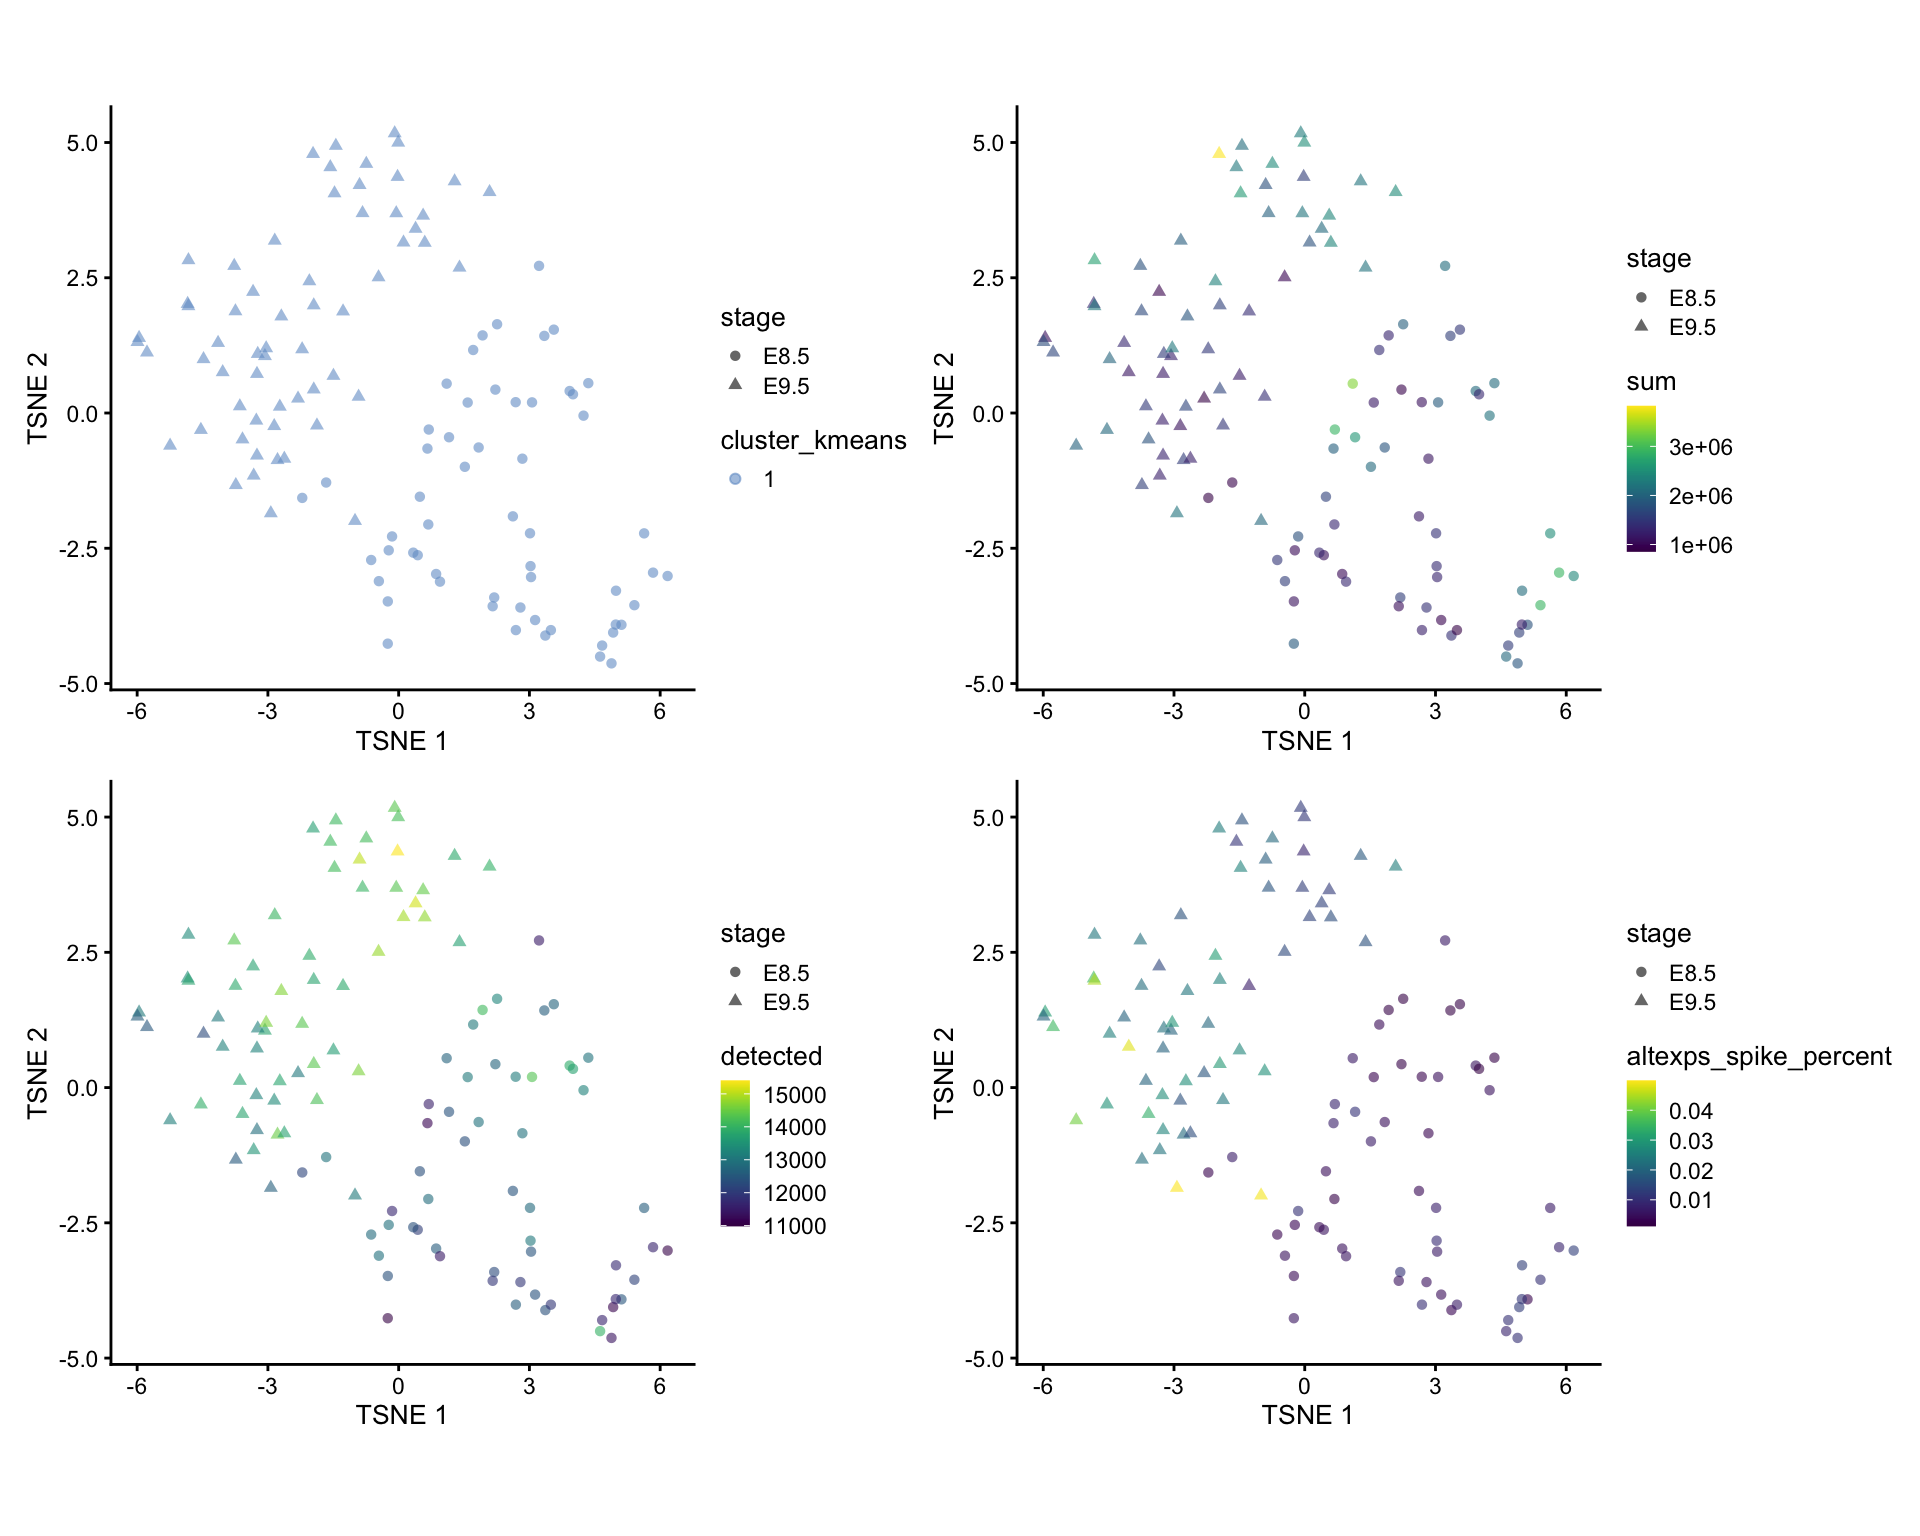 5.0
2.5
0.0
-2.5
-5.0
TSNE 2
-6 -3 0 3 6
TSNE 1
stage
E8.5
E9.5
cluster_kmeans
1
5.0
2.5
0.0
-2.5
-5.0
TSNE 2
-6 -3 0 3 6
TSNE 1
stage
E8.5
E9.5
sum
3e+06
2e+06
1e+06
5.0
2.5
0.0
-2.5
-5.0
TSNE 2
-6 -3 0 3 6
TSNE 1
stage
E8.5
E9.5
detected
15000
14000
13000
12000
11000
5.0
2.5
0.0
-2.5
-5.0
TSNE 2
-6 -3 0 3 6
TSNE 1
stage
E8.5
E9.5
altexps_spike_percent
0.04
0.03
0.02
0.01